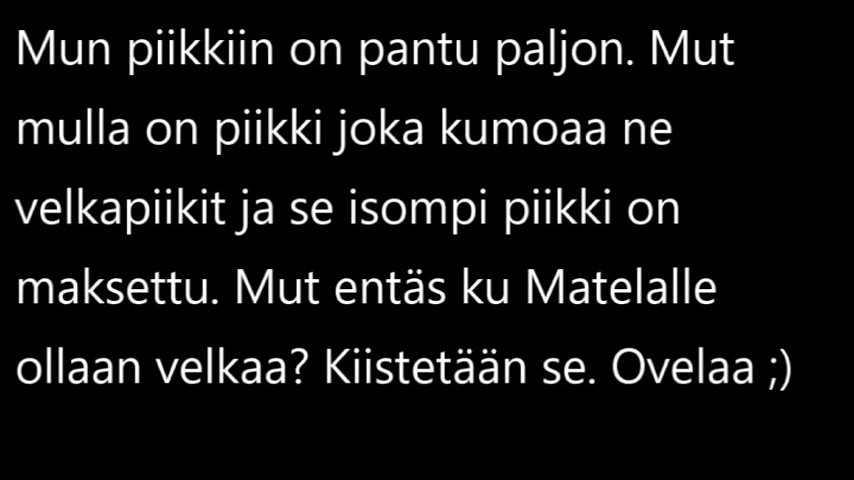 Mun piikkiin on pantu paljon. Mut
mulla on piikki joka kumoaa ne
velkapiikit ja se isompi piikki on
maksettu. Mut entäs ku Matelalle
ollaan velkaa? Kiistetään se. Ovelaa ;)